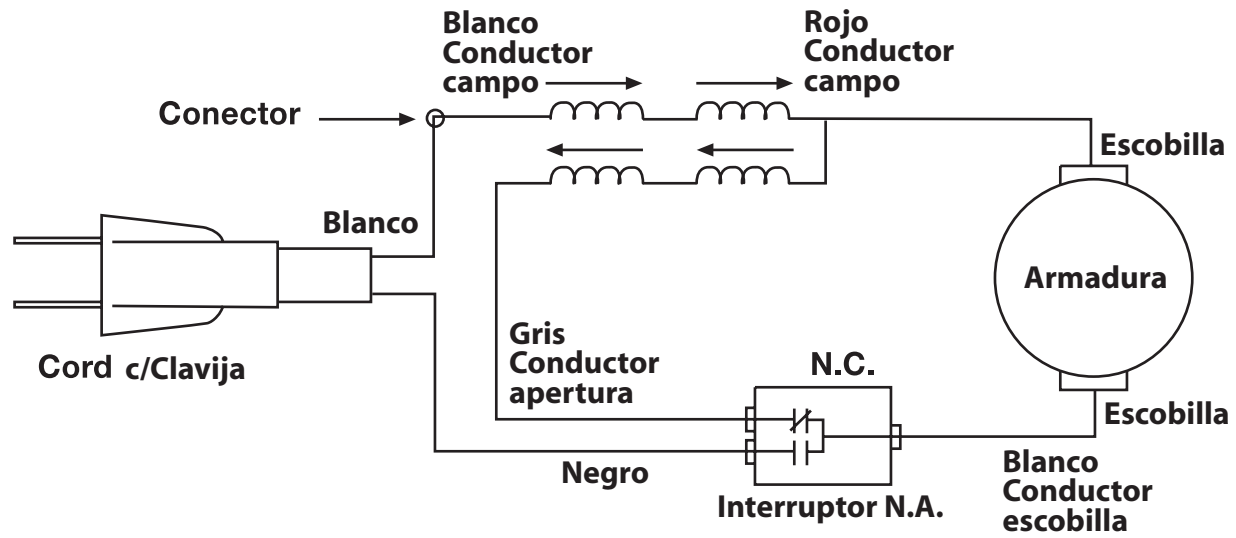 Blanco
Conductor
campo
Rojo
Conductor
campo
Conector
Escobilla
Blanco
Armadura
Cord c/Clavija
Gris
Conductor
apertura
N.C.
Escobilla
Negro
Interruptor N.A.
Blanco
Conductor
escobilla